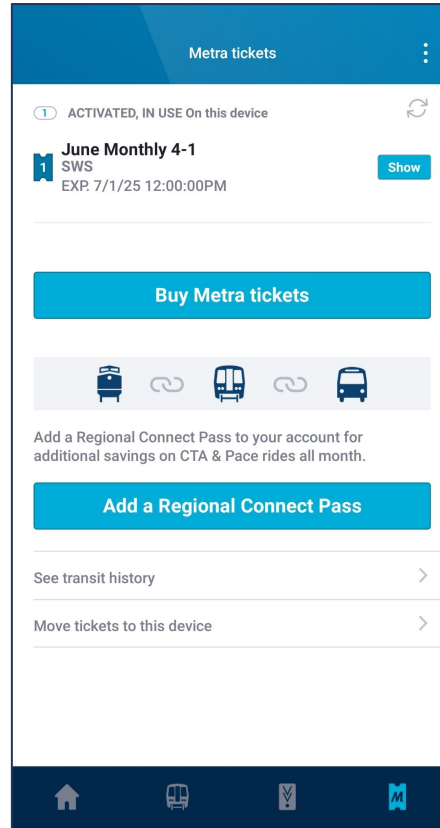 Metra tickets
1 ACTIVATED, IN USE On this device
1
June Monthly 4-1
SWS
EXP. 7/1/25 12:00:00PM
Show
Buy Metra tickets
Add a Regional Connect Pass to your account for
additional savings on CTA & Pace rides all month.
Add a Regional Connect Pass
See transit history
Move tickets to this device
M